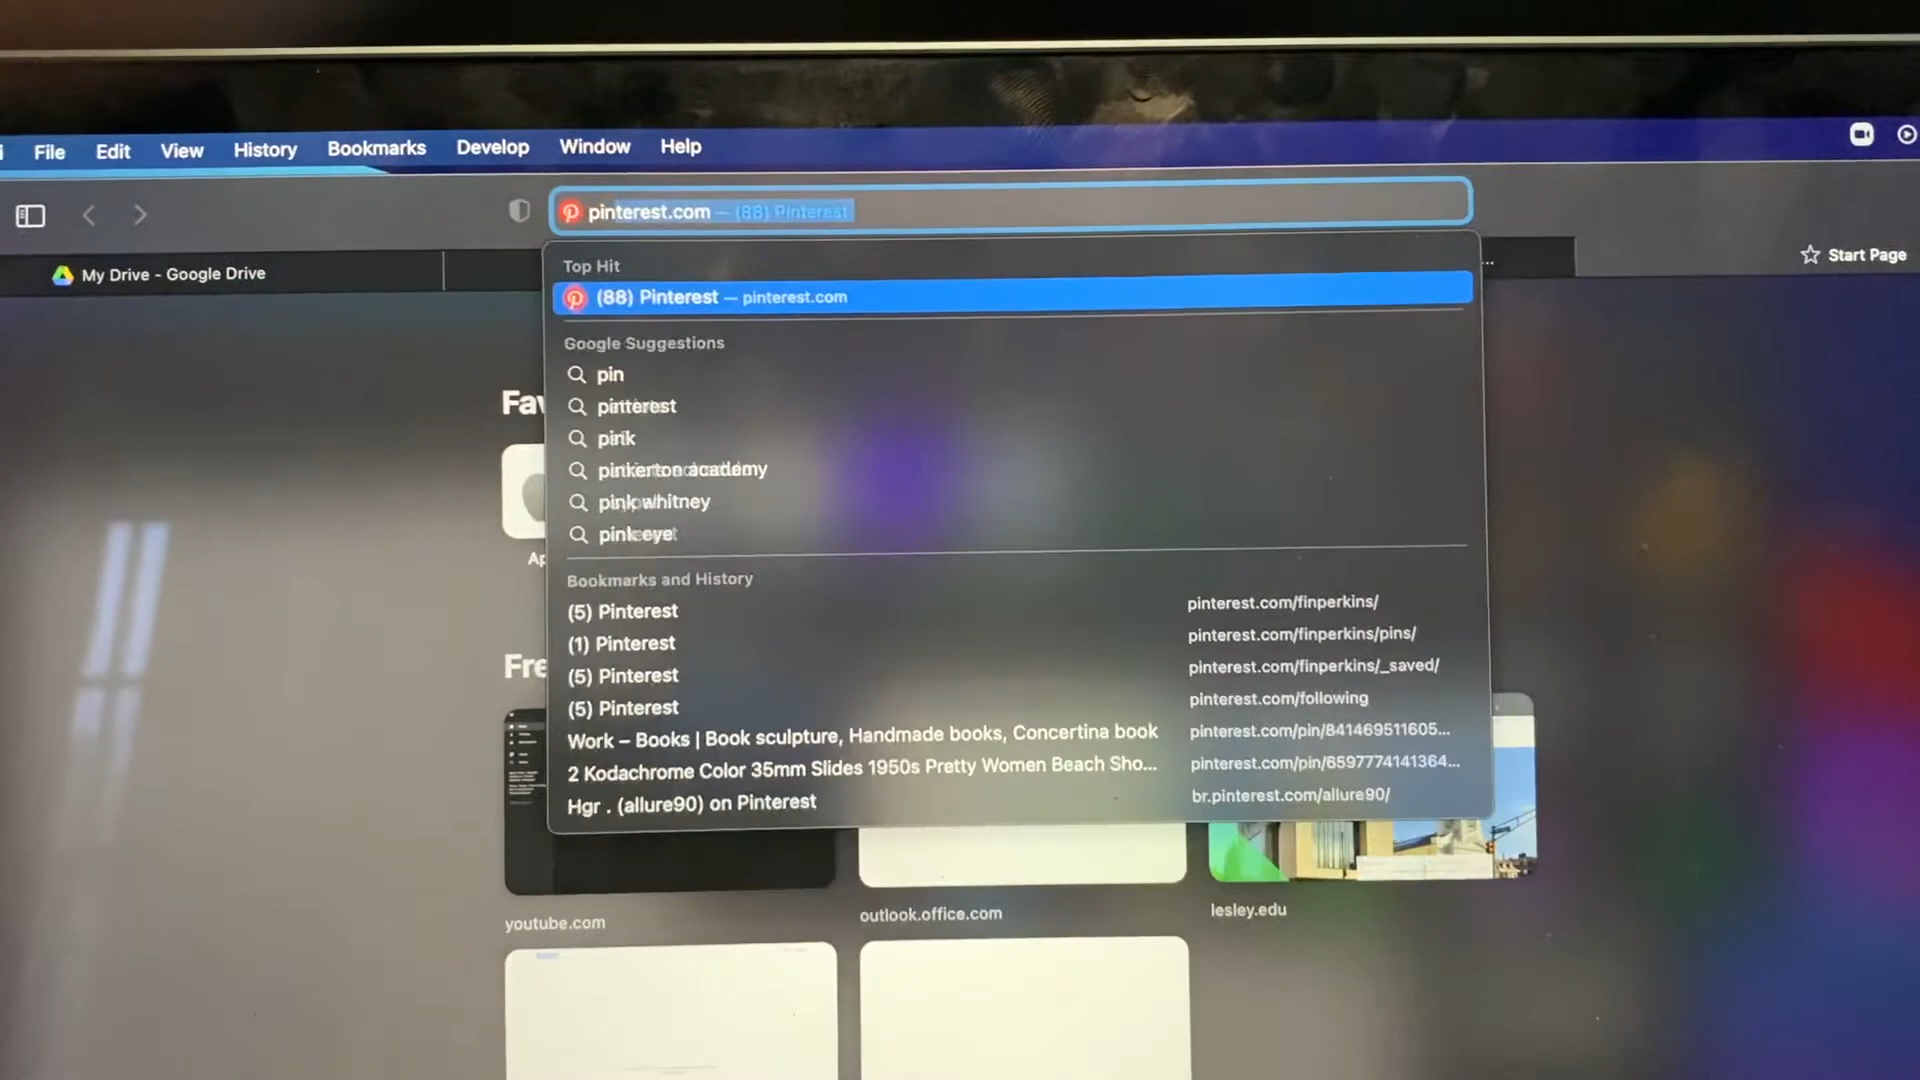 File Edit View History Bookmarks Develop Window Help
pinterest.com — (88) Pinterest
My Drive - Google Drive
...
Start Page
Top Hit
(88) Pinterest — pinterest.com
Google Suggestions
pin
pinterest
pink
pinkerton academy
pink whitney
pink eye
Fav
Ap
Bookmarks and History
(5) Pinterest pinterest.com/finperkins/
(1) Pinterest pinterest.com/finperkins/pins/
(5) Pinterest pinterest.com/finperkins/_saved/
(5) Pinterest pinterest.com/following
Work – Books | Book sculpture, Handmade books, Concertina book pinterest.com/pin/841469511605...
2 Kodachrome Color 35mm Slides 1950s Pretty Women Beach Sho... pinterest.com/pin/6597774141364...
Hgr . (allure90) on Pinterest br.pinterest.com/allure90/
Fre
youtube.com
outlook.office.com
lesley.edu